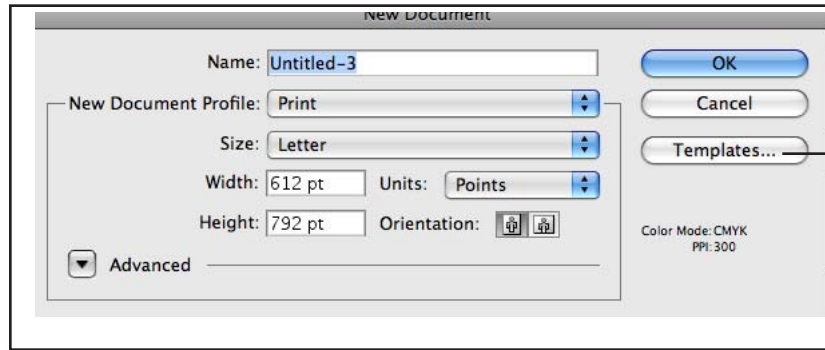 New Document
Name: Untitled-3
OK
New Document Profile: Print
Cancel
Size: Letter
Templates...
Width: 612 pt Units: Points
Height: 792 pt Orientation:
Color Mode: CMYK
PPI: 300
Advanced